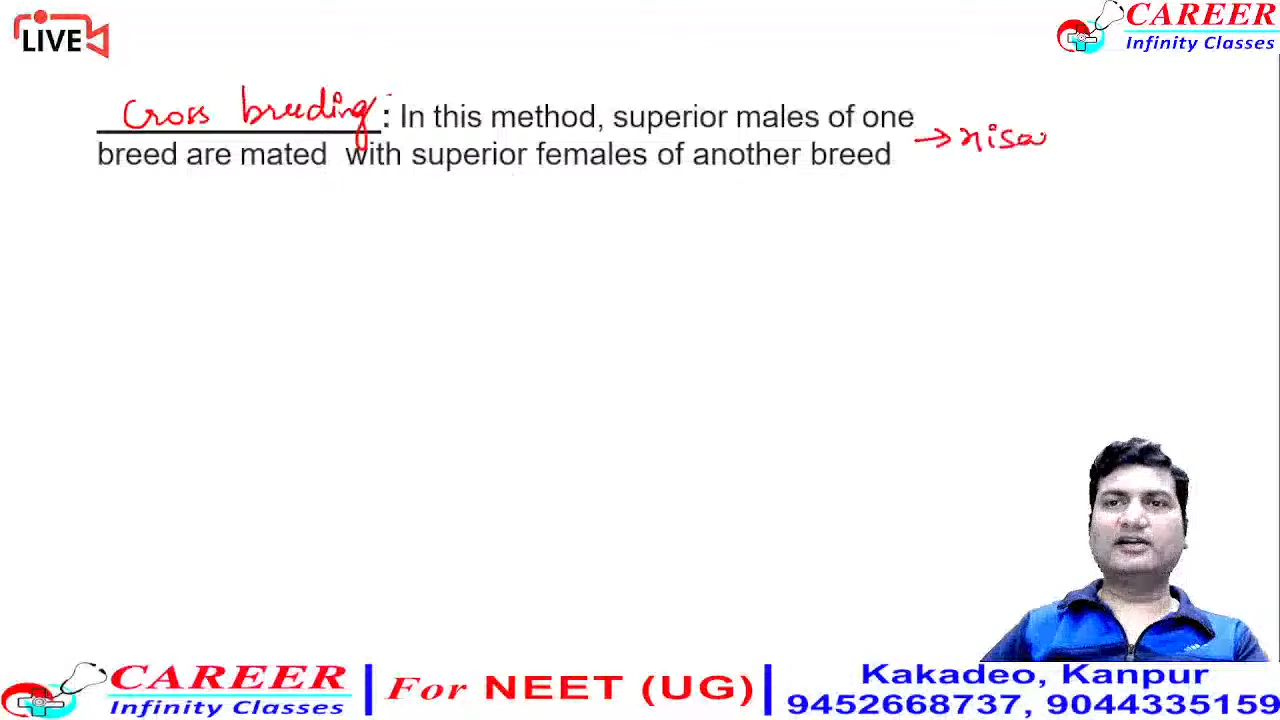 LIVE
CAREER
Infinity Classes
Cross breeding : In this method, superior males of one
breed are mated with superior females of another breed
CAREER
Infinity Classes
For NEET (UG)
Kakadeo, Kanpur
9452668737, 9044335159